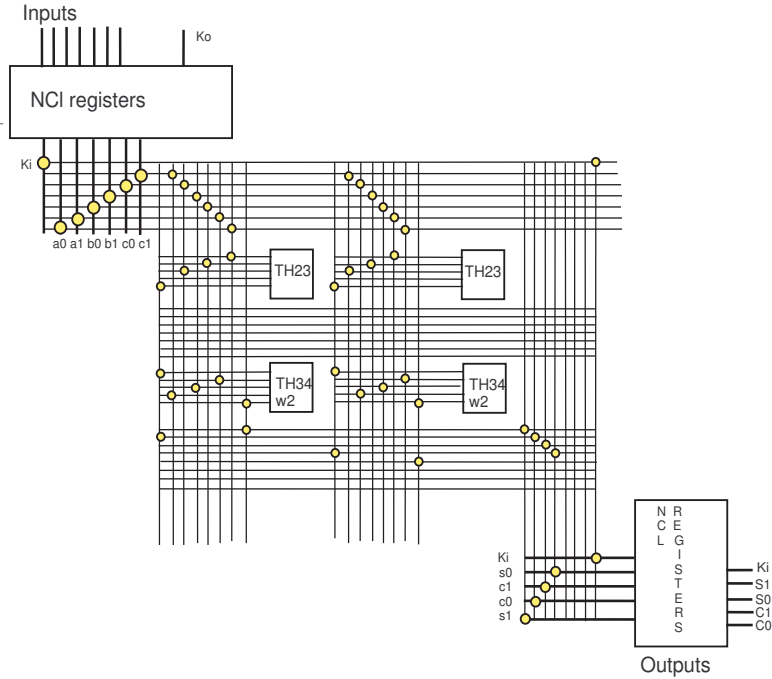 Inputs
Ko
NCl registers
Ki
a0 a1 b0 b1 c0 c1
TH23
TH23
TH34
w2
TH34
w2
N R
C E
L G
I
S
T
E
R
S
Ki
s0
c1
c0
s1
Ki
S1
S0
C1
C0
Outputs